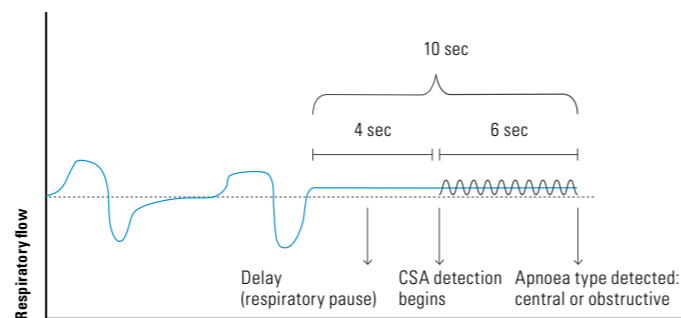 10 sec
4 sec
6 sec
Respiratory flow
Delay
(respiratory pause)
CSA detection
begins
Apnoea type detected:
central or obstructive